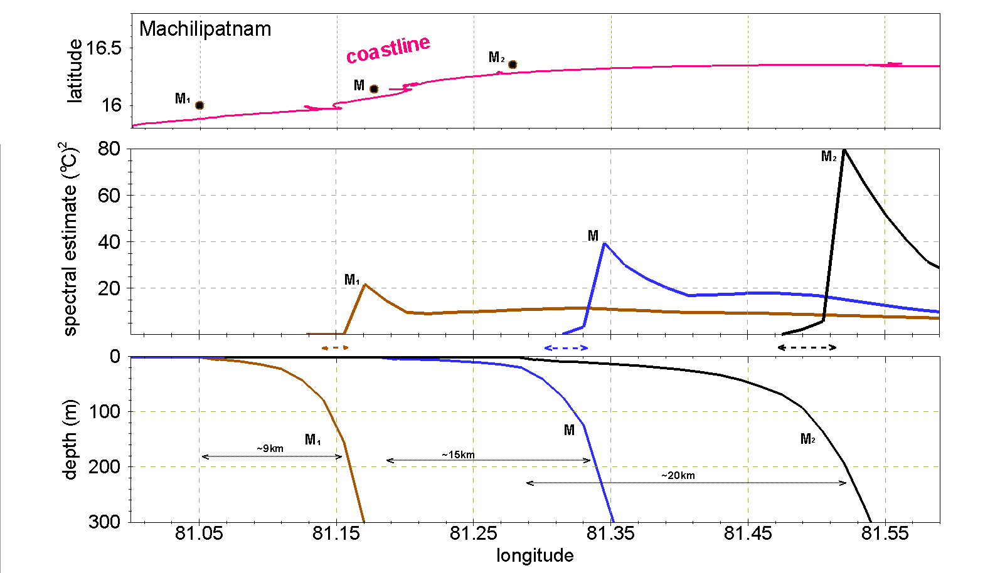 Machilipatnam
coastline
latitude
16.5
16
M₁
M
M₂
spectral estimate (°C)²
80
60
40
20
M₁
M
M₂
depth (m)
0
100
200
300
M₁
M
M₂
~9km
~15km
~20km
81.05 81.15 81.25 81.35 81.45 81.55
longitude